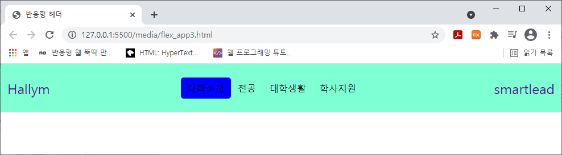 반응형 헤더
127.0.0.1:5500/media/flex_app3.html
앱
반응형 웹 뚝딱 만...
HTML: HyperText...
웹 프로그래밍 튜토...
읽기 목록
Hallym 대학소개 전공 대학생활 학사지원 smartlead